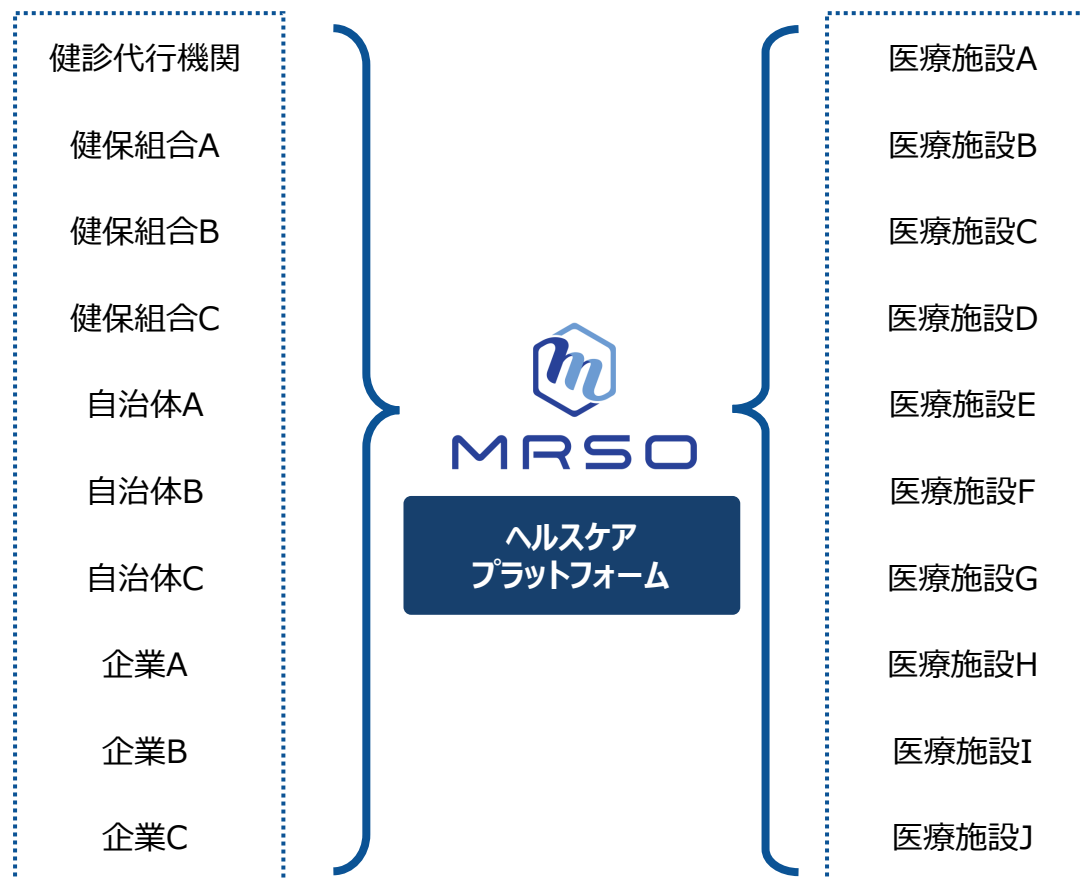 健診代行機関
健保組合A
健保組合B
健保組合C
自治体A
自治体B
自治体C
企業A
企業B
企業C
m
MRSO
ヘルスケア
プラットフォーム
医療施設A
医療施設B
医療施設C
医療施設D
医療施設E
医療施設F
医療施設G
医療施設H
医療施設I
医療施設J